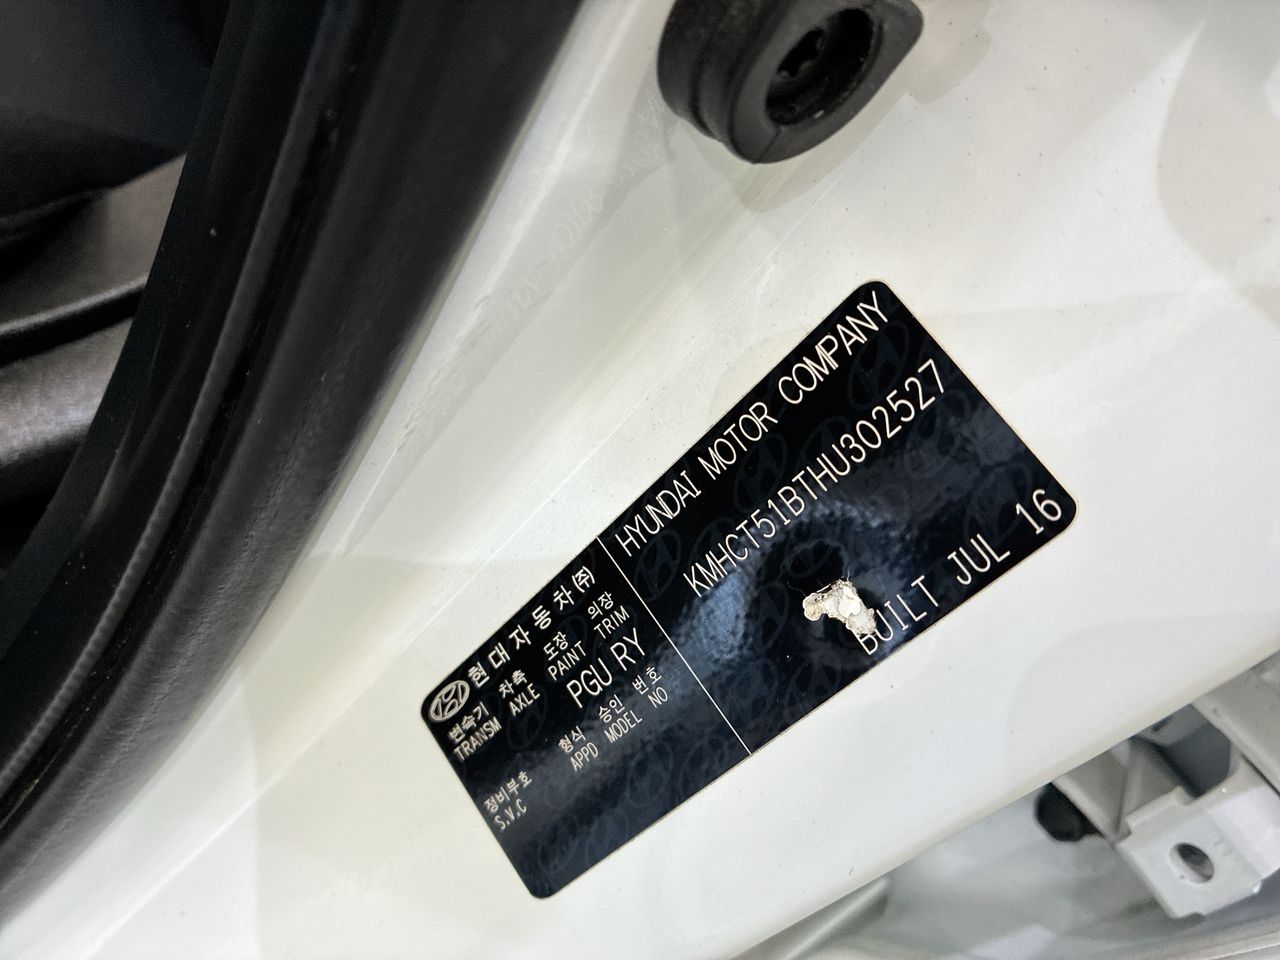 현대자동차(주)
HYUNDAI MOTOR COMPANY
변속기 차축 도장 의장
TRANSM AXLE PAINT TRIM
PGU RY
KMHCT51BTHU302527
형식 승인 번호
APPD MODEL NO
정비부호
S.V.C
BUILT JUL 16